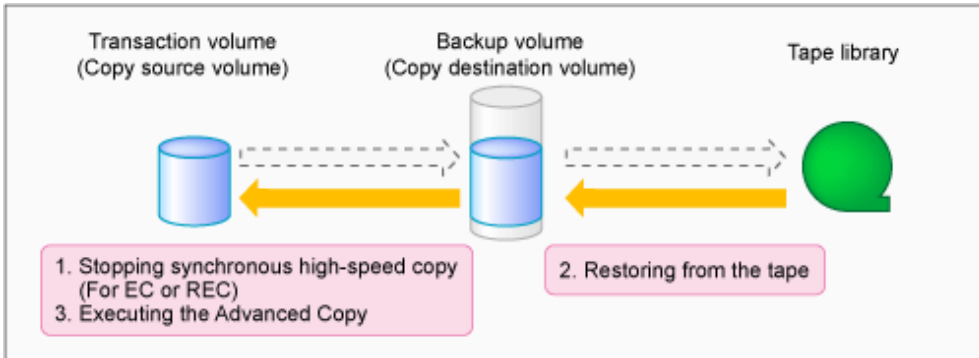 Transaction volume
(Copy source volume)
Backup volume
(Copy destination volume)
Tape library
1. Stopping synchronous high-speed copy
(For EC or REC)
3. Executing the Advanced Copy
2. Restoring from the tape